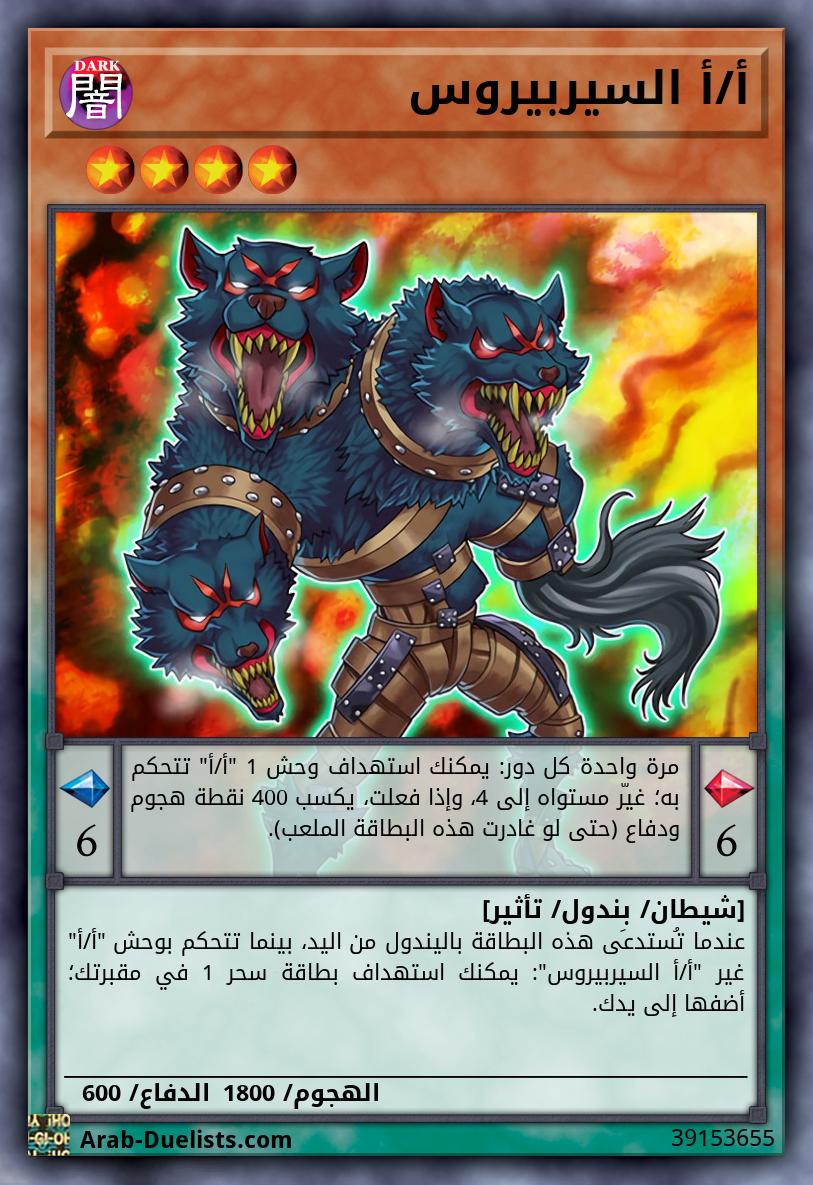 أ/أ السيربيروس
DARK
闇
مرة واحدة كل دور: يمكنك استهداف وحش 1 "أ/أ" تتحكم
به؛ غيّر مستواه إلى 4، وإذا فعلت، يكسب 400 نقطة هجوم
ودفاع (حتى لو غادرت هذه البطاقة الملعب).
6
6
[شيطان/ بِندول/ تأثير]
عندما تُستدعى هذه البطاقة باليندول من اليد، بينما تتحكم بوحش "أ/أ"
غير "أ/أ السيربيروس": يمكنك استهداف بطاقة سحر 1 في مقبرتك؛
أضفها إلى يدك.
الهجوم/ 1800 الدفاع/ 600
Arab-Duelists.com
39153655